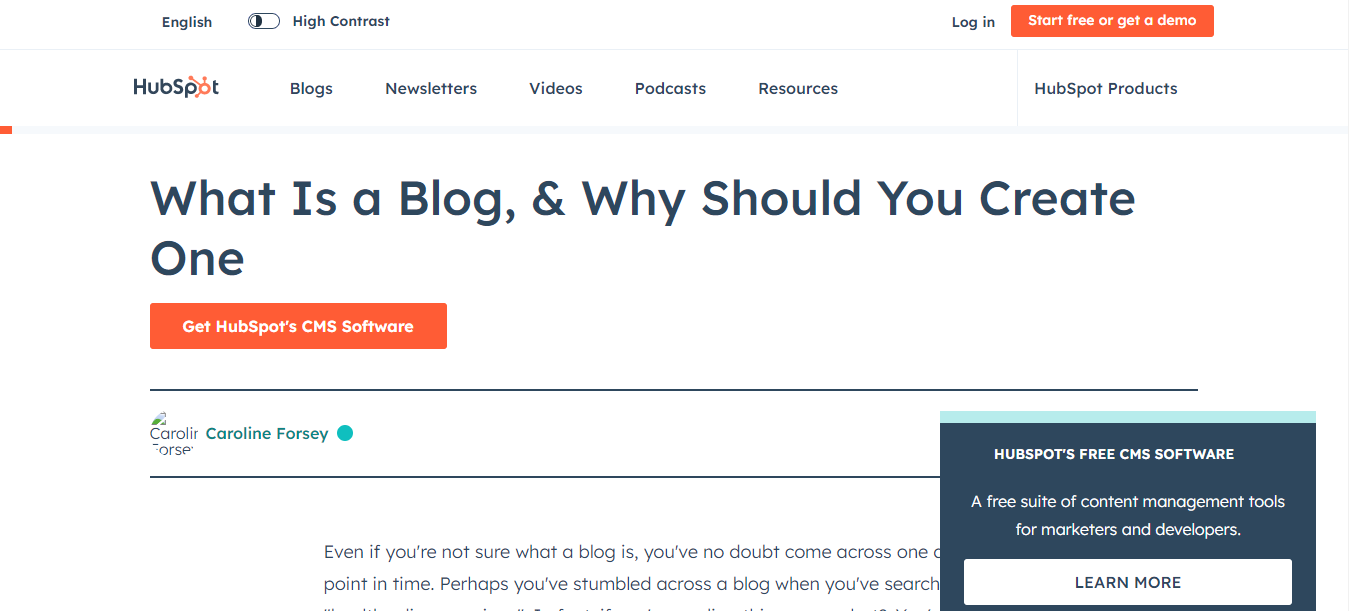 English
High Contrast
Log in
Start free or get a demo
HubSpot
Blogs
Newsletters
Videos
Podcasts
Resources
HubSpot Products
What Is a Blog, & Why Should You Create
One
Get HubSpot's CMS Software
Caroline Forsey
HUBSPOT'S FREE CMS SOFTWARE
A free suite of content management tools
for marketers and developers.
LEARN MORE
Even if you're not sure what a blog is, you've no doubt come across one
point in time. Perhaps you've stumbled across a blog when you've search